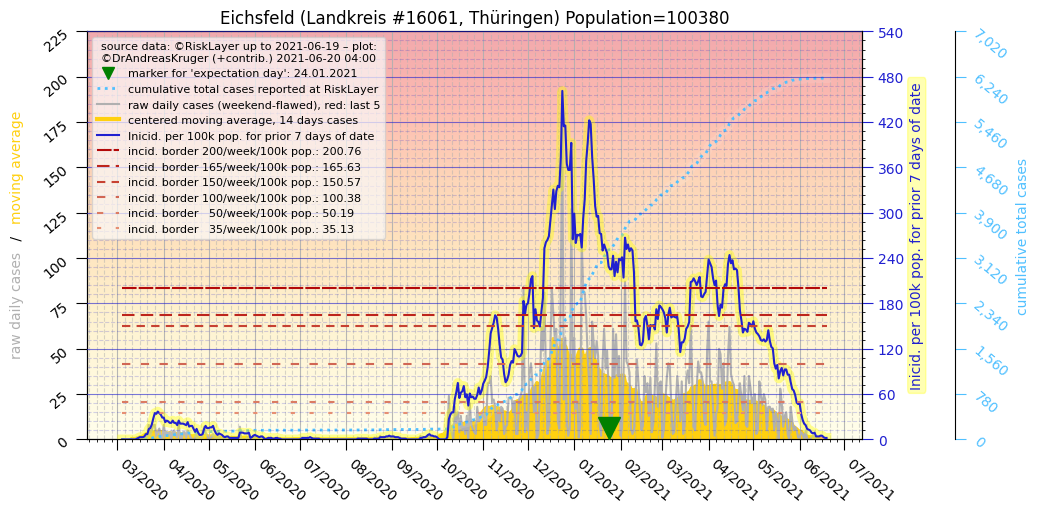 Eichsfeld (Landkreis #16061, Thüringen) Population=100380
source data: ©RiskLayer up to 2021-06-19 – plot:
©DrAndreasKruger (+contrib.) 2021-06-20 04:00
marker for 'expectation day': 24.01.2021
cumulative total cases reported at RiskLayer
raw daily cases (weekend-flawed), red: last 5
centered moving average, 14 days cases
Inicid. per 100k pop. for prior 7 days of date
incid. border 200/week/100k pop.: 200.76
incid. border 165/week/100k pop.: 165.63
incid. border 150/week/100k pop.: 150.57
incid. border 100/week/100k pop.: 100.38
incid. border   50/week/100k pop.: 50.19
incid. border   35/week/100k pop.: 35.13
raw daily cases / moving average
225
200
175
150
125
100
75
50
25
0
03/2020
04/2020
05/2020
06/2020
07/2020
08/2020
09/2020
10/2020
11/2020
12/2020
01/2021
02/2021
03/2021
04/2021
05/2021
06/2021
07/2021
540
480
420
360
300
240
180
120
60
0
Inicid. per 100k pop. for prior 7 days of date
7,020
6,240
5,460
4,680
3,900
3,120
2,340
1,560
780
0
cumulative total cases